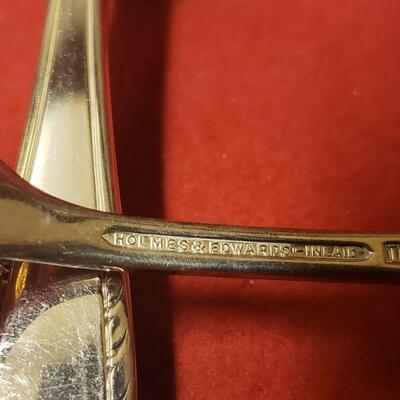 HOLMES & EDWARDS - INLAID